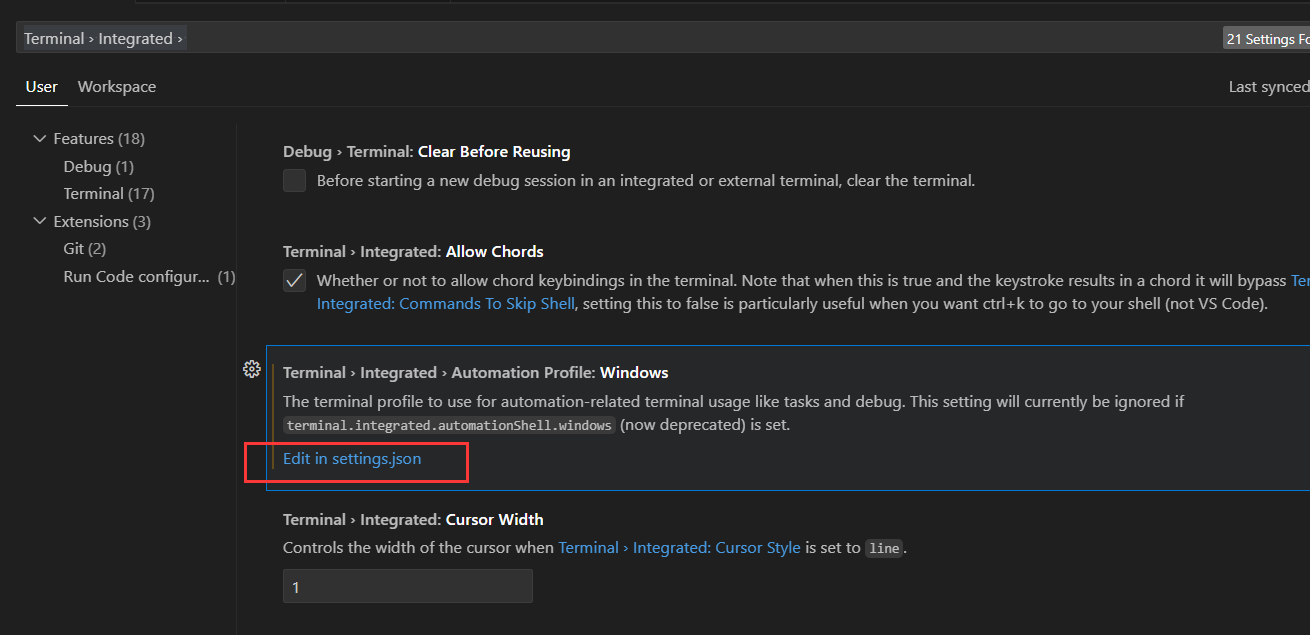 Terminal › Integrated ›
21 Settings Fo
User Workspace
Last synced
Features (18)
Debug (1)
Terminal (17)
Extensions (3)
Git (2)
Run Code configur... (1)
Debug › Terminal: Clear Before Reusing
Before starting a new debug session in an integrated or external terminal, clear the terminal.
Terminal › Integrated: Allow Chords
Whether or not to allow chord keybindings in the terminal. Note that when this is true and the keystroke results in a chord it will bypass Ter
Integrated: Commands To Skip Shell, setting this to false is particularly useful when you want ctrl+k to go to your shell (not VS Code).
Terminal › Integrated › Automation Profile: Windows
The terminal profile to use for automation-related terminal usage like tasks and debug. This setting will currently be ignored if
terminal.integrated.automationShell.windows (now deprecated) is set.
Edit in settings.json
Terminal › Integrated: Cursor Width
Controls the width of the cursor when Terminal › Integrated: Cursor Style is set to line.
1